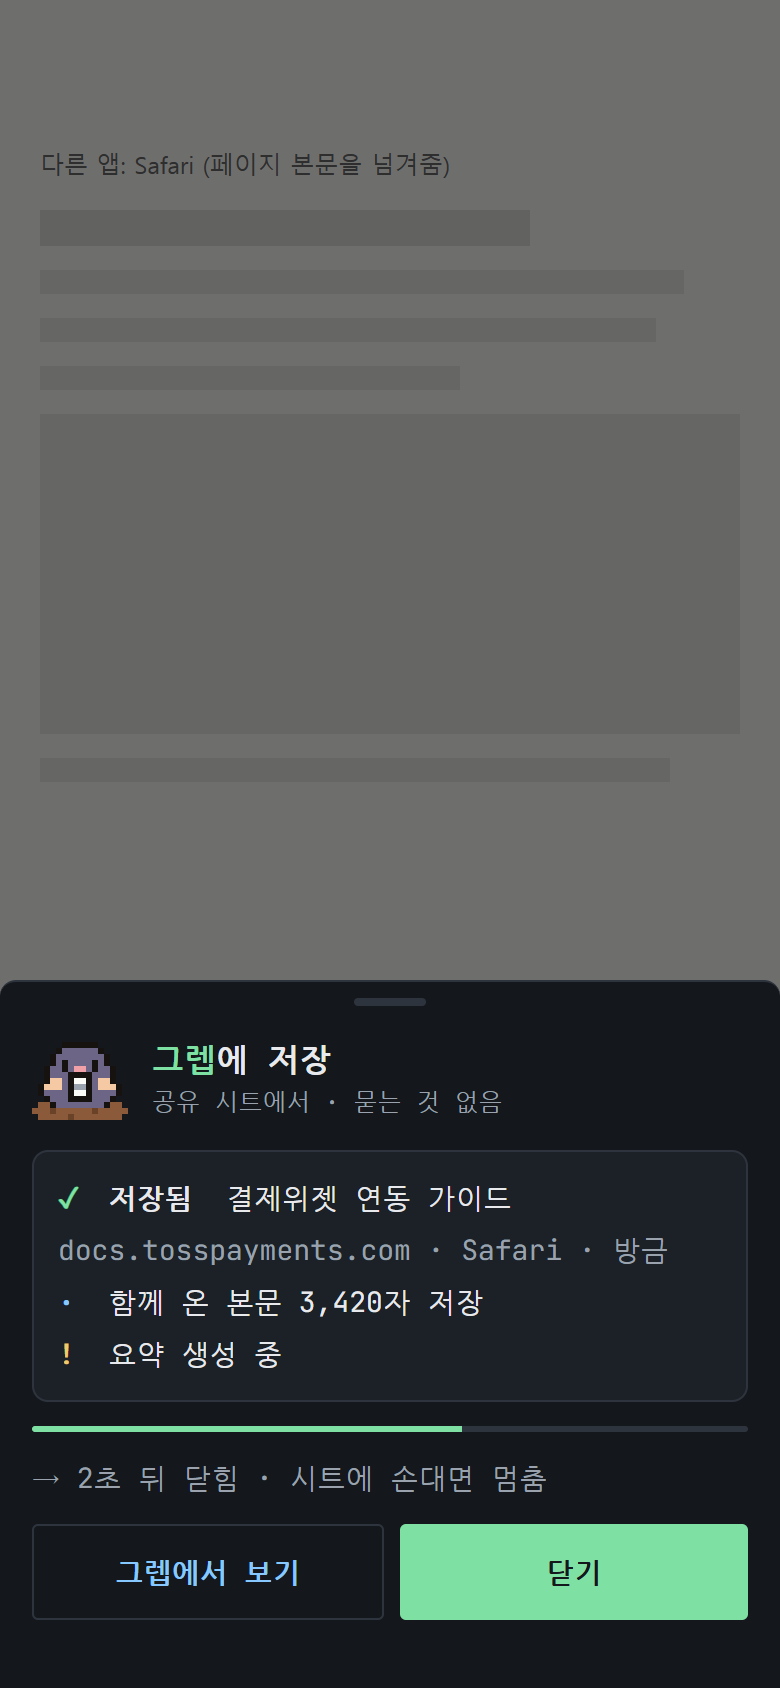 다른 앱: Safari (페이지 본문을 넘겨줌)
그렙에 저장
공유 시트에서 · 묻는 것 없음
✓ 저장됨 결제위젯 연동 가이드
docs.tosspayments.com · Safari · 방금
· 함께 온 본문 3,420자 저장
! 요약 생성 중
→ 2초 뒤 닫힘 · 시트에 손대면 멈춤
그렙에서 보기
닫기